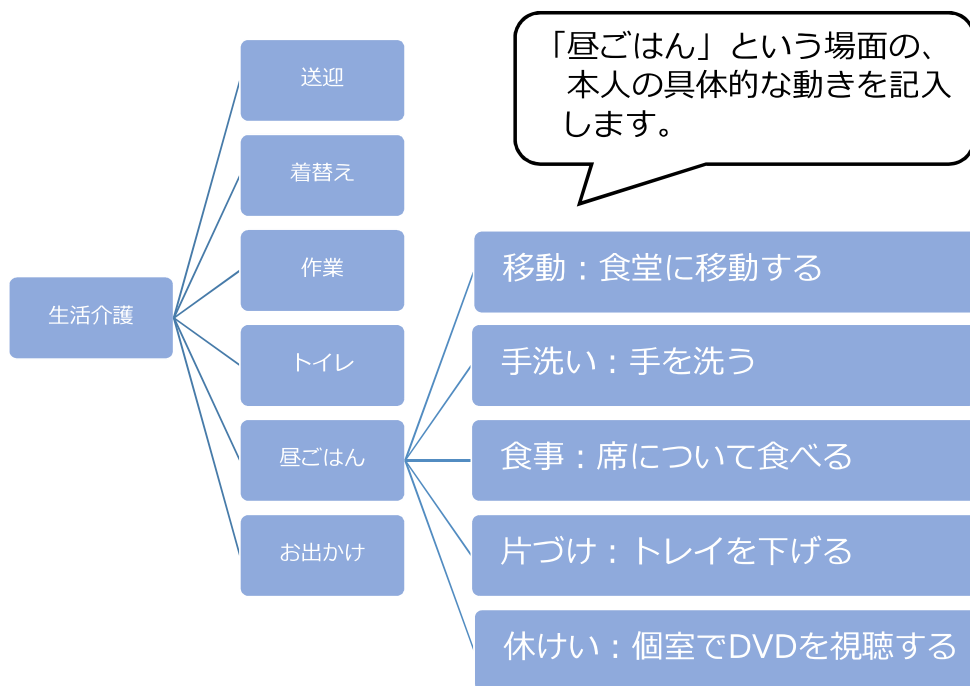 「昼ごはん」という場面の、
本人の具体的な動きを記入
します。
生活介護
送迎
着替え
作業
トイレ
昼ごはん
お出かけ
移動：食堂に移動する
手洗い：手を洗う
食事：席について食べる
片づけ：トレイを下げる
休けい：個室でDVDを視聴する